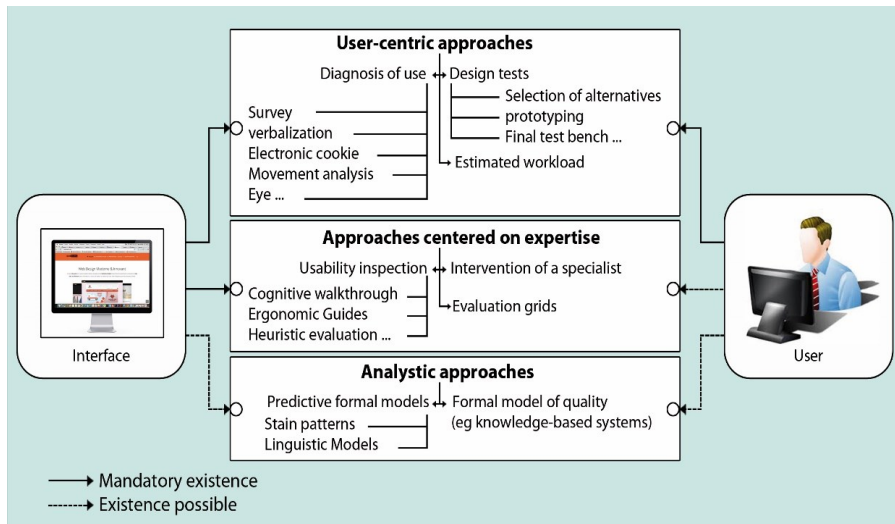 User-centric approaches
Diagnosis of use
Design tests
Survey
verbalization
Electronic cookie
Movement analysis
Eye ...
Selection of alternatives
prototyping
Final test bench ...
Estimated workload
Interface
Approaches centered on expertise
Usability inspection
Intervention of a specialist
Cognitive walkthrough
Ergonomic Guides
Heuristic evaluation ...
Evaluation grids
User
Analytic approaches
Predictive formal models
Formal model of quality
(eg knowledge-based systems)
Stain patterns
Linguistic Models
Mandatory existence
Existence possible